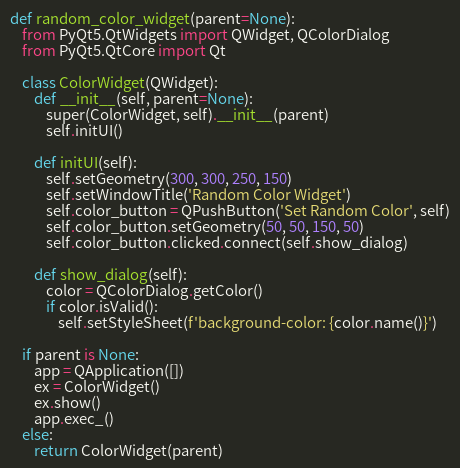 def random_color_widget(parent=None):
    from PyQt5.QtWidgets import QWidget, QColorDialog
    from PyQt5.QtCore import Qt

    class ColorWidget(QWidget):
        def __init__(self, parent=None):
            super(ColorWidget, self).__init__(parent)
            self.initUI()

        def initUI(self):
            self.setGeometry(300, 300, 250, 150)
            self.setWindowTitle('Random Color Widget')
            self.color_button = QPushButton('Set Random Color', self)
            self.color_button.setGeometry(50, 50, 150, 50)
            self.color_button.clicked.connect(self.show_dialog)

        def show_dialog(self):
            color = QColorDialog.getColor()
            if color.isValid():
                self.setStyleSheet(f'background-color: {color.name()}')

    if parent is None:
        app = QApplication([])
        ex = ColorWidget()
        ex.show()
        app.exec_()
    else:
        return ColorWidget(parent)